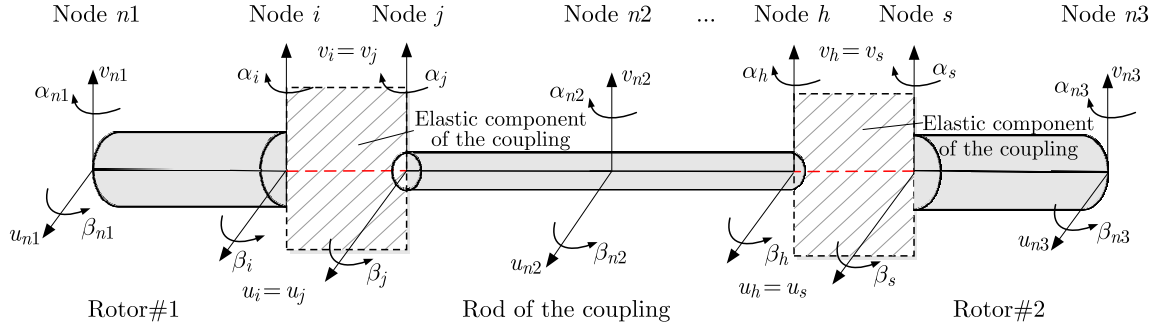 Node n1 Node i Node j Node n2 ... Node h Node s Node n3
v_i = v_j v_h = v_s
v_n1 α_i α_j v_n2 α_h α_s v_n3
α_n1 α_n2 α_n3
Elastic component
of the coupling
Elastic component
of the coupling
u_n1 β_n1 β_i β_j u_n2 β_n2 β_h β_s u_n3 β_n3
u_i = u_j u_h = u_s
Rotor#1 Rod of the coupling Rotor#2